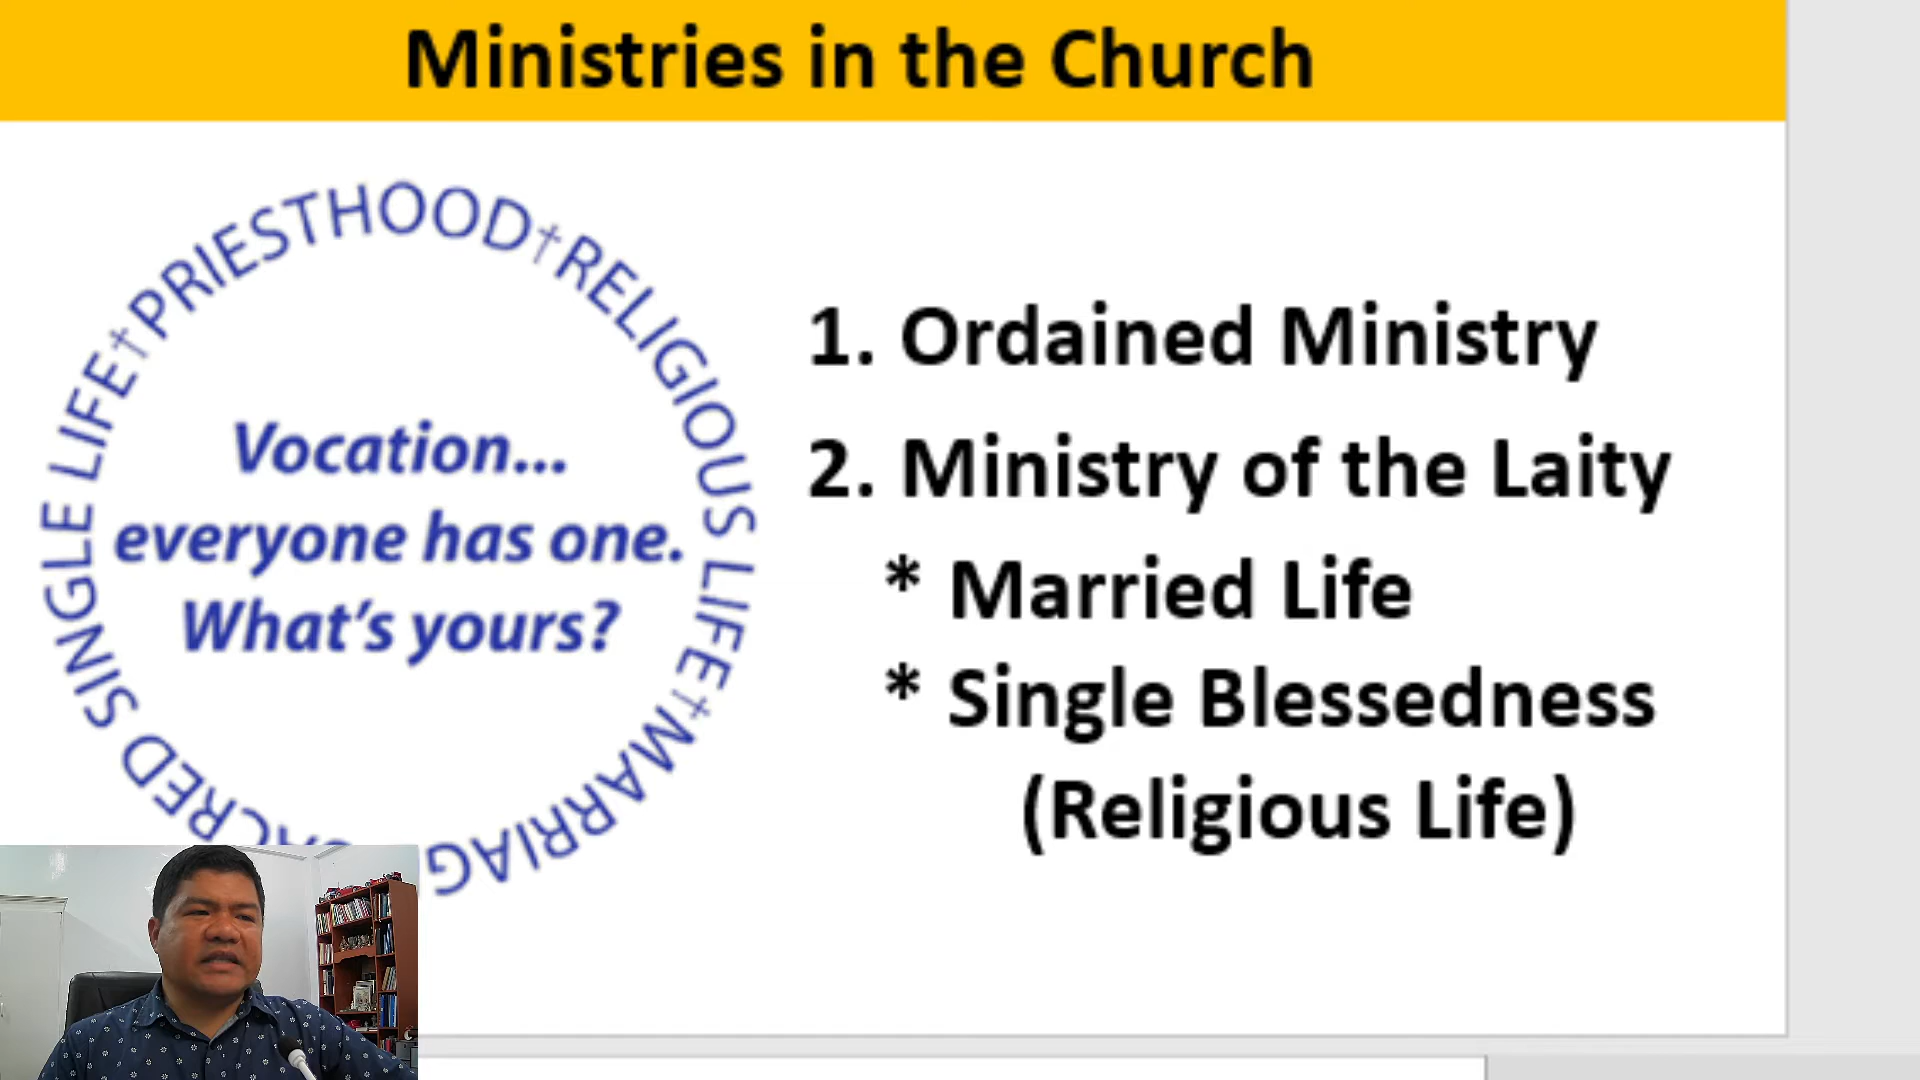 Ministries in the Church
PRIESTHOOD†RELIGIOUS LIFE†MARRIAG
SINGLE LIFE†
Vocation...
everyone has one.
What's yours?
1. Ordained Ministry
2. Ministry of the Laity
* Married Life
* Single Blessedness
(Religious Life)